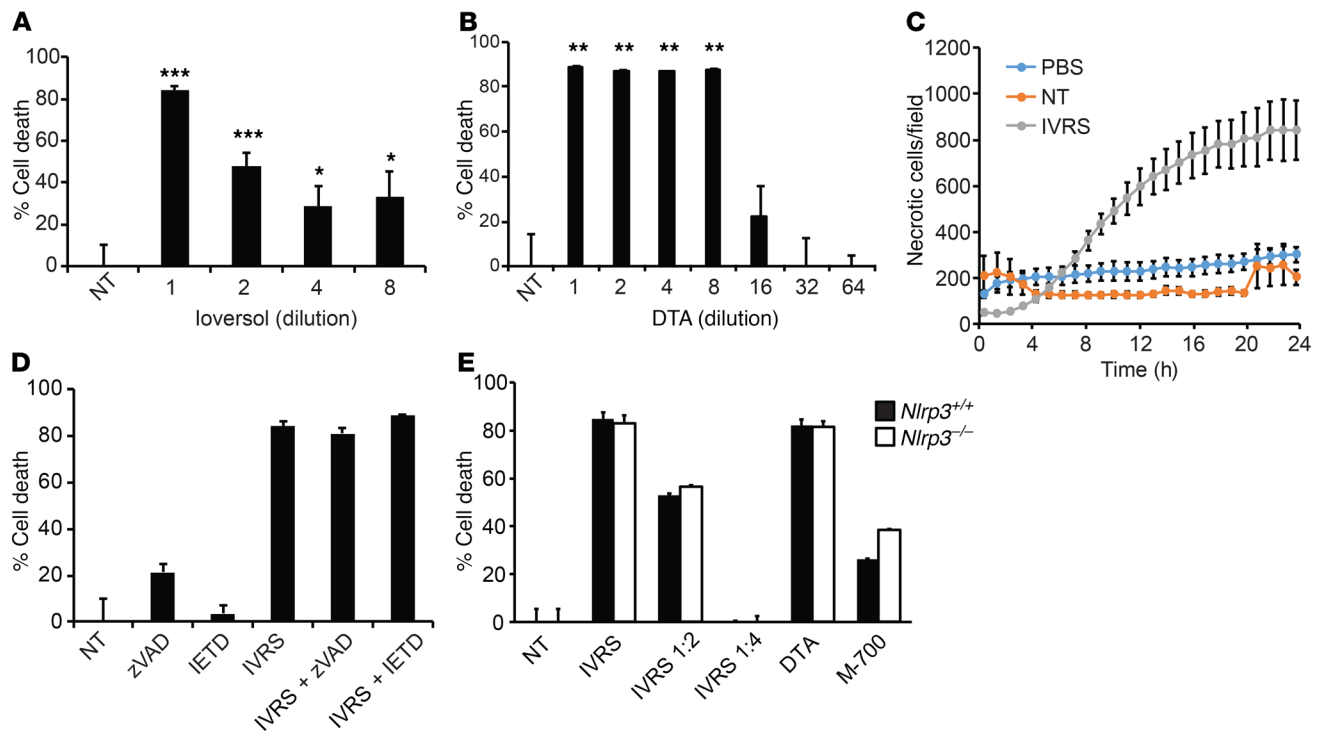 A
% Cell death
100
80
60
40
20
0
***
***
*
*
NT 1 2 4 8
Ioversol (dilution)
B
% Cell death
100
80
60
40
20
0
** ** ** **
NT 1 2 4 8 16 32 64
DTA (dilution)
C
Necrotic cells/field
1200
1000
800
600
400
200
0
PBS
NT
IVRS
0 4 8 12 16 20 24
Time (h)
D
% Cell death
100
80
60
40
20
0
NT
zVAD
IETD
IVRS
IVRS + zVAD
IVRS + IETD
E
% Cell death
100
80
60
40
20
0
Nlrp3+/+
Nlrp3–/–
NT
IVRS
IVRS 1:2
IVRS 1:4
DTA
M-700